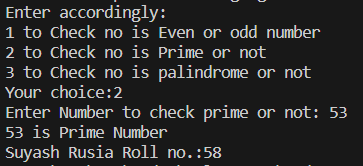 Enter accordingly:
1 to Check no is Even or odd number
2 to Check no is Prime or not
3 to Check no is palindrome or not
Your choice:2
Enter Number to check prime or not: 53
53 is Prime Number
Suyash Rusia Roll no.:58